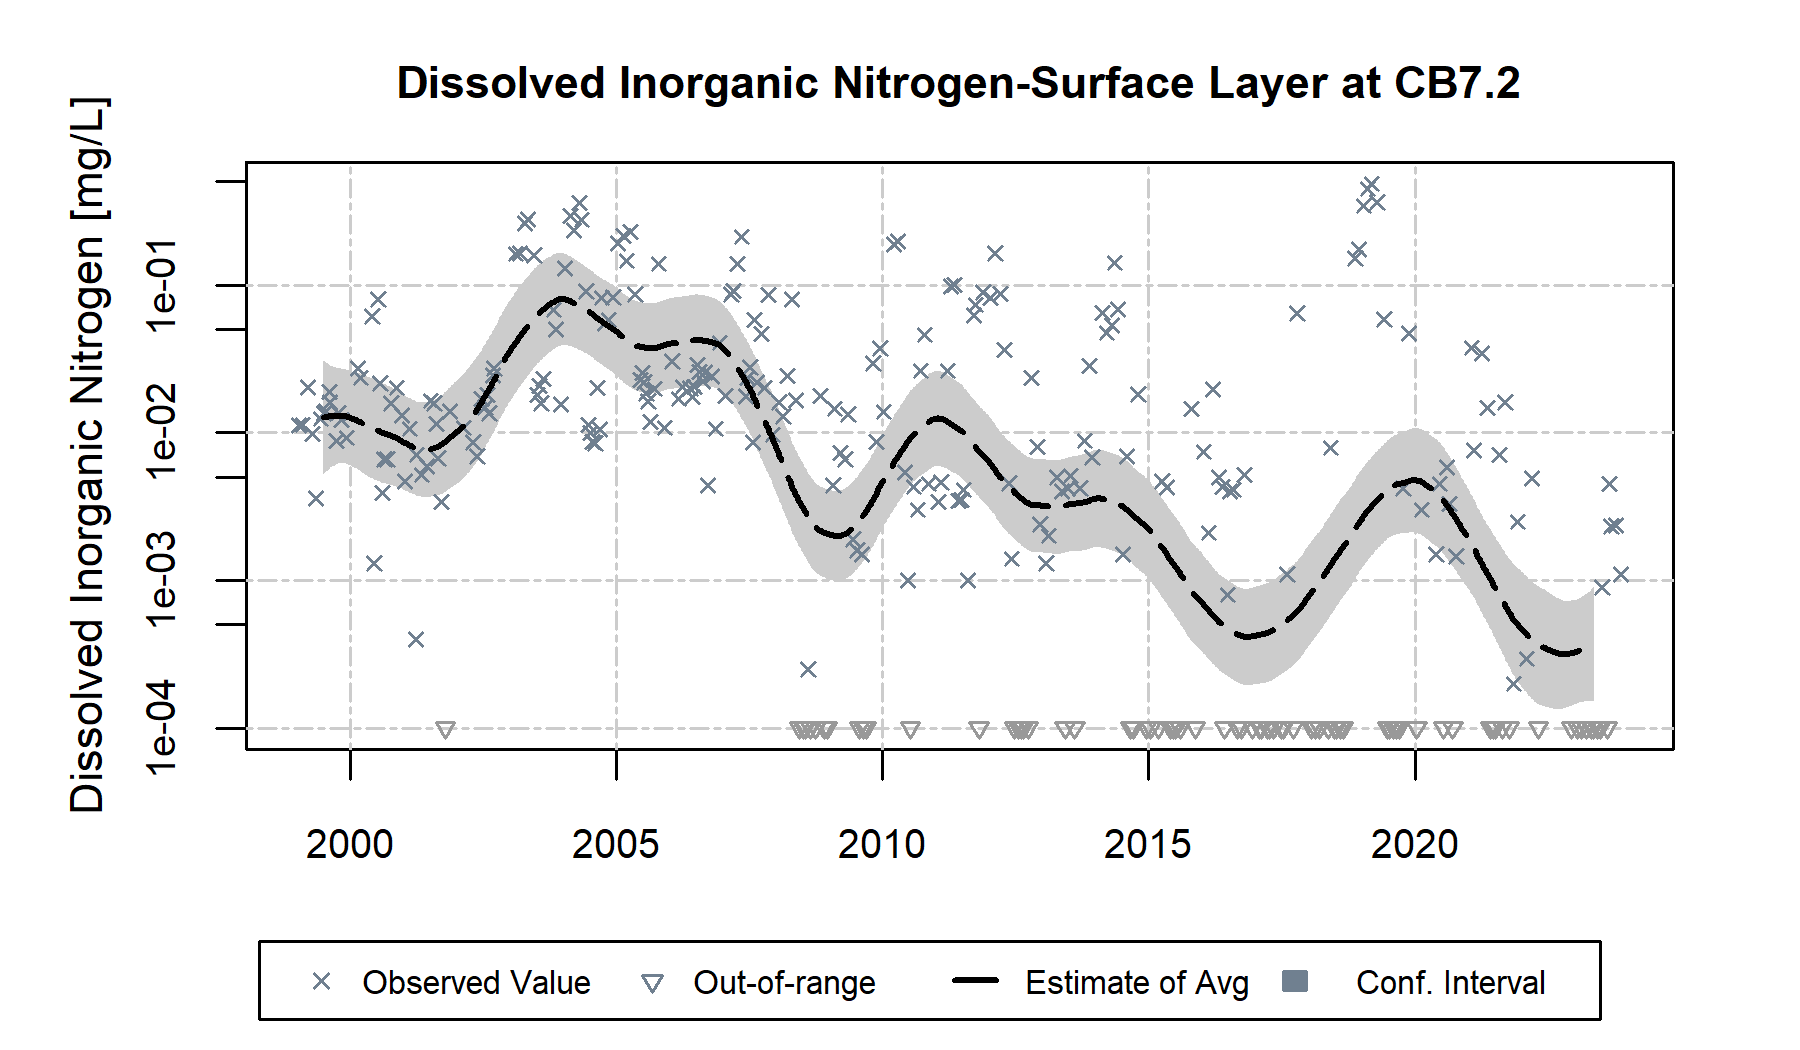 Dissolved Inorganic Nitrogen-Surface Layer at CB7.2
Dissolved Inorganic Nitrogen [mg/L]
1e-01
1e-02
1e-03
1e-04
2000 2005 2010 2015 2020
Observed Value Out-of-range Estimate of Avg Conf. Interval